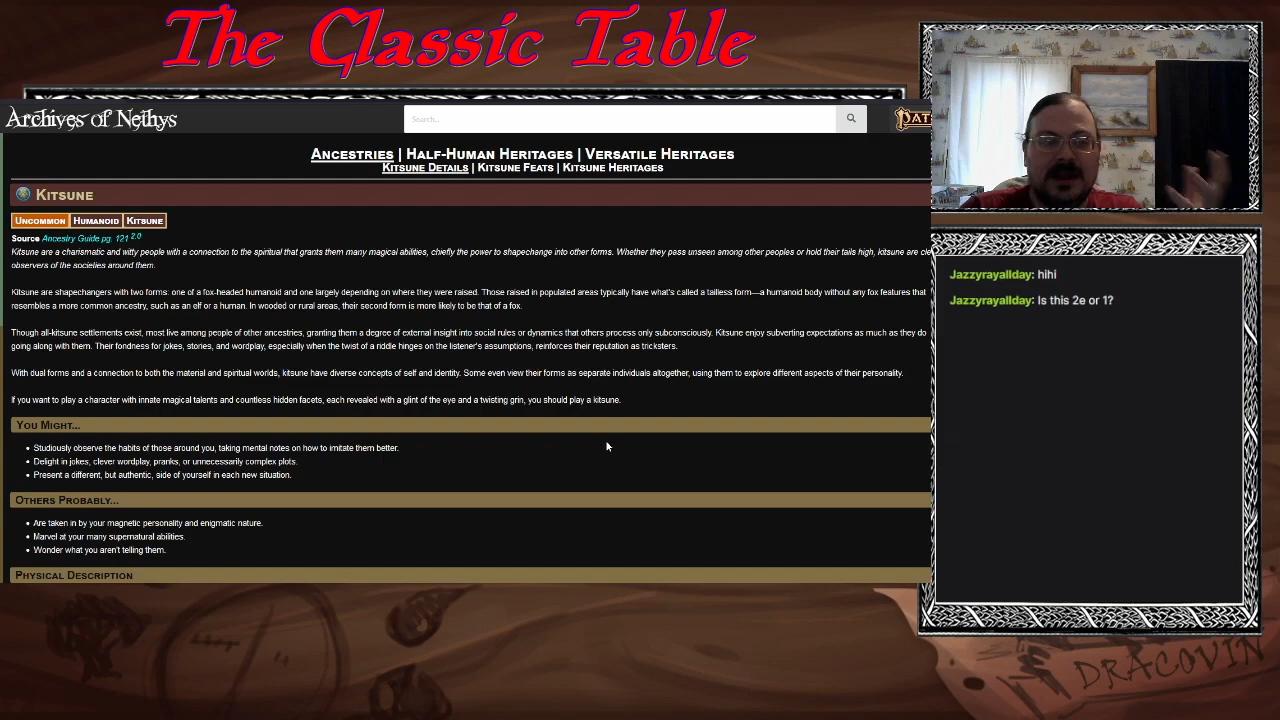 The Classic Table
Archives of Nethys
Search...
ANCESTRIES | HALF-HUMAN HERITAGES | VERSATILE HERITAGES
KITSUNE DETAILS | KITSUNE FEATS | KITSUNE HERITAGES
KITSUNE
UNCOMMON HUMANOID KITSUNE
Source Ancestry Guide pg. 121 2.0
Kitsune are a charismatic and witty people with a connection to the spiritual that grants them many magical abilities, chiefly the power to shapechange into other forms. Whether they pass unseen among other peoples or hold their tails high, kitsune are
observers of the societies around them.
Kitsune are shapechangers with two forms: one of a fox-headed humanoid and one largely depending on where they were raised. Those raised in populated areas typically have what's called a tailless form—a humanoid body without any fox features that
resembles a more common ancestry, such as an elf or a human. In wooded or rural areas, their second form is more likely to be that of a fox.
Though all-kitsune settlements exist, most live among people of other ancestries, granting them a degree of external insight into social rules or dynamics that others process only subconsciously. Kitsune enjoy subverting expectations as much as they do
going along with them. Their fondness for jokes, stories, and wordplay, especially when the twist of a riddle hinges on the listener's assumptions, reinforces their reputation as tricksters.
With dual forms and a connection to both the material and spiritual worlds, kitsune have diverse concepts of self and identity. Some even view their forms as separate individuals altogether, using them to explore different aspects of their personality.
If you want to play a character with innate magical talents and countless hidden facets, each revealed with a glint of the eye and a twisting grin, you should play a kitsune.
YOU MIGHT...
Studiously observe the habits of those around you, taking mental notes on how to imitate them better.
Delight in jokes, clever wordplay, pranks, or unnecessarily complex plots.
Present a different, but authentic, side of yourself in each new situation.
OTHERS PROBABLY...
Are taken in by your magnetic personality and enigmatic nature.
Marvel at your many supernatural abilities.
Wonder what you aren't telling them.
PHYSICAL DESCRIPTION
Jazzyrayallday: hihi
Jazzyrayallday: Is this 2e or 1?
DRACOVIN